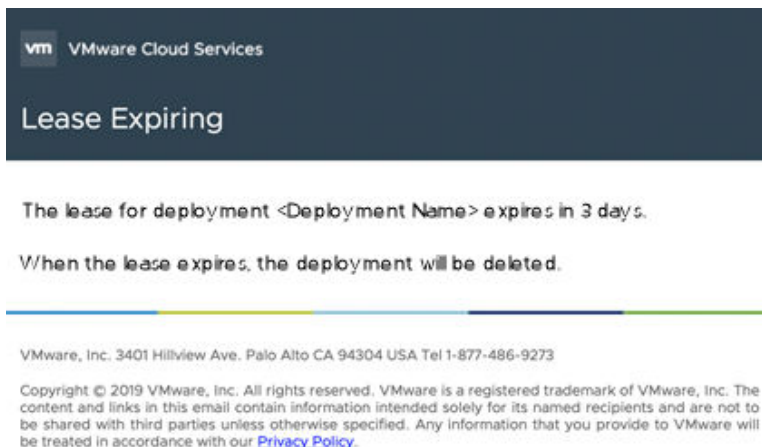 vm VMware Cloud Services
Lease Expiring
The lease for deployment <Deployment Name> expires in 3 days.
When the lease expires, the deployment will be deleted.
VMware, Inc. 3401 Hillview Ave. Palo Alto CA 94304 USA Tel 1-877-486-9273
Copyright © 2019 VMware, Inc. All rights reserved. VMware is a registered trademark of VMware, Inc. The
content and links in this email contain information intended solely for its named recipients and are not to
be shared with third parties unless otherwise specified. Any information that you provide to VMware will
be treated in accordance with our Privacy Policy.